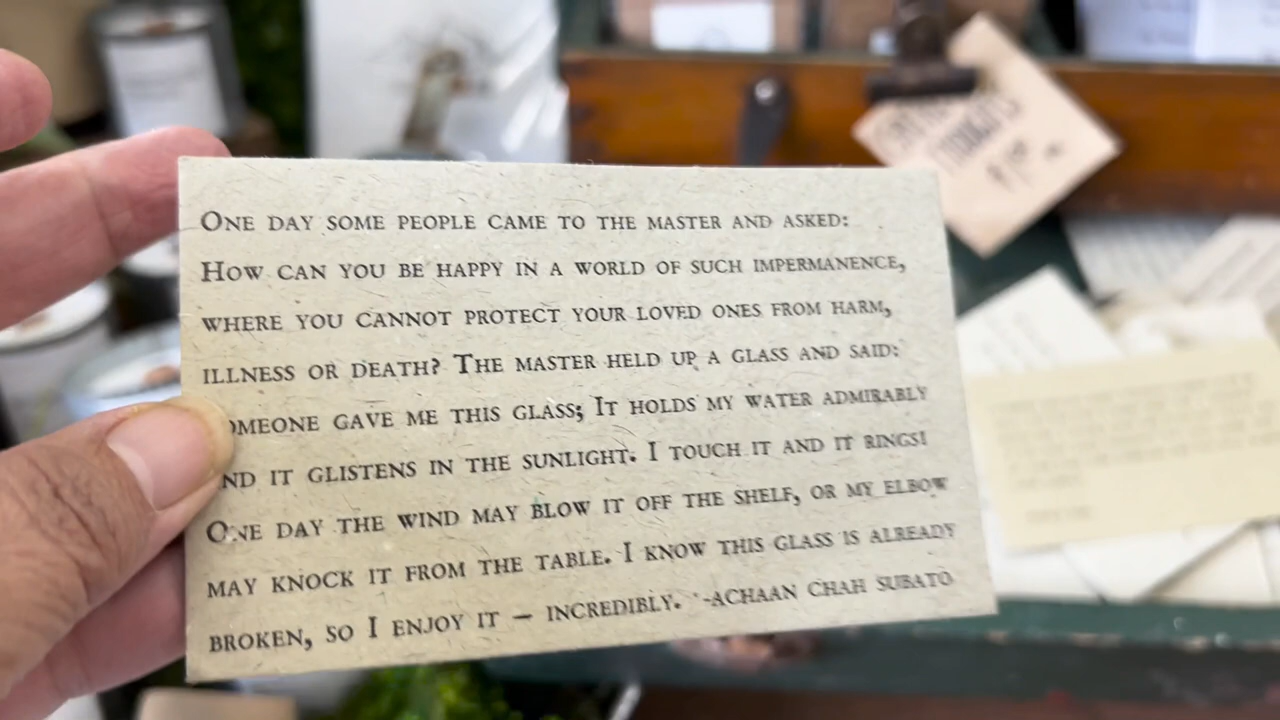 One day some people came to the master and asked:
How can you be happy in a world of such impermanence,
where you cannot protect your loved ones from harm,
illness or death? The master held up a glass and said:
omeone gave me this glass; It holds my water admirably
nd it glistens in the sunlight. I touch it and it rings!
One day the wind may blow it off the shelf, or my elbow
may knock it from the table. I know this glass is already
broken, so I enjoy it – incredibly. -Achaan Chah Subato